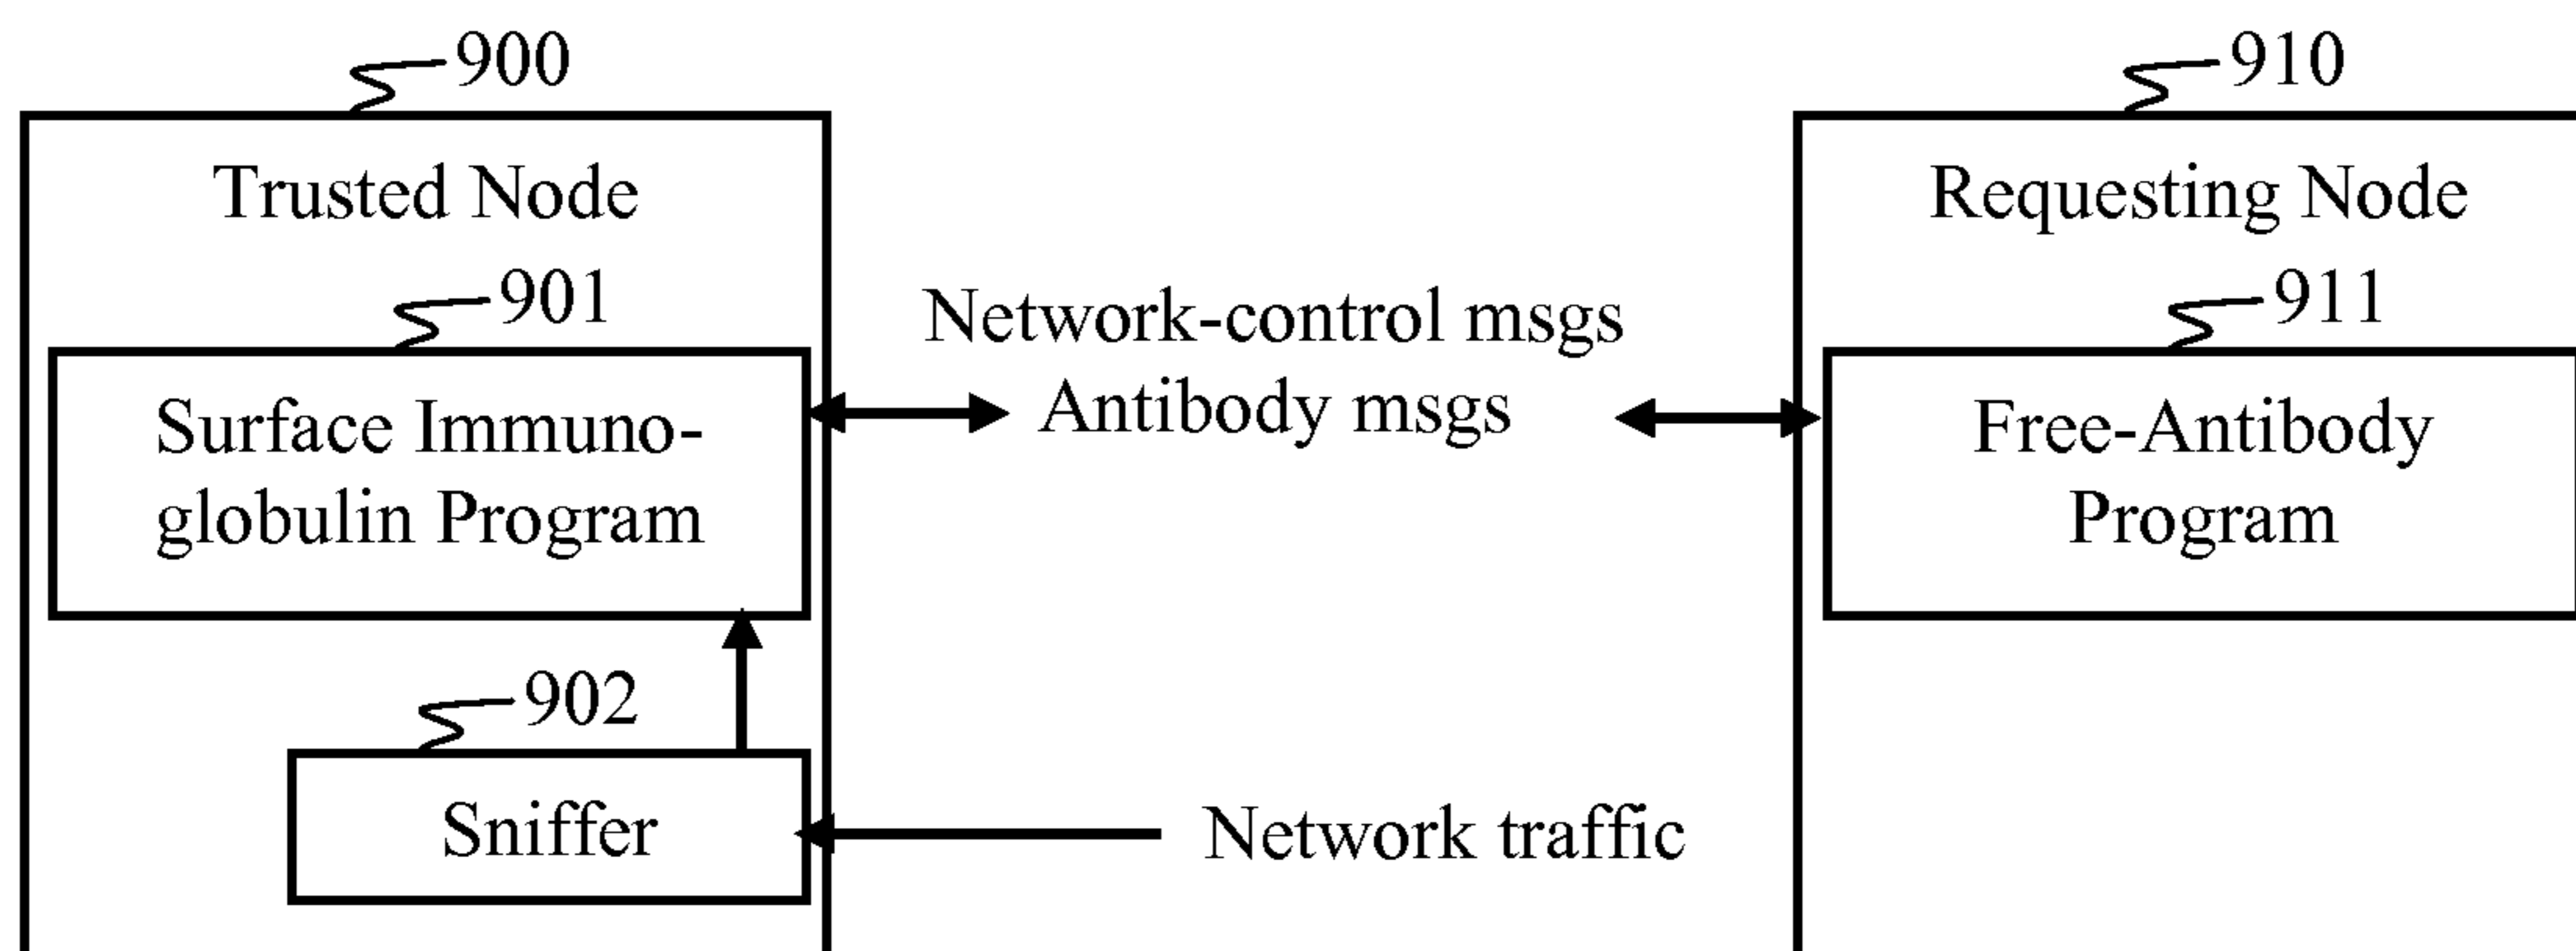 900
Trusted Node
901
Surface Immuno-
globulin Program
902
Sniffer
Network-control msgs
Antibody msgs
Network traffic
910
Requesting Node
911
Free-Antibody
Program